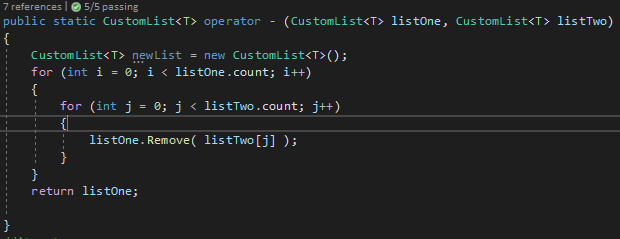 7 references | 5/5 passing
public static CustomList<T> operator - (CustomList<T> listOne, CustomList<T> listTwo)
{
CustomList<T> newList = new CustomList<T>();
for (int i = 0; i < listOne.count; i++)
{
for (int j = 0; j < listTwo.count; j++)
{
listOne.Remove( listTwo[j] );
}
}
return listOne;
}